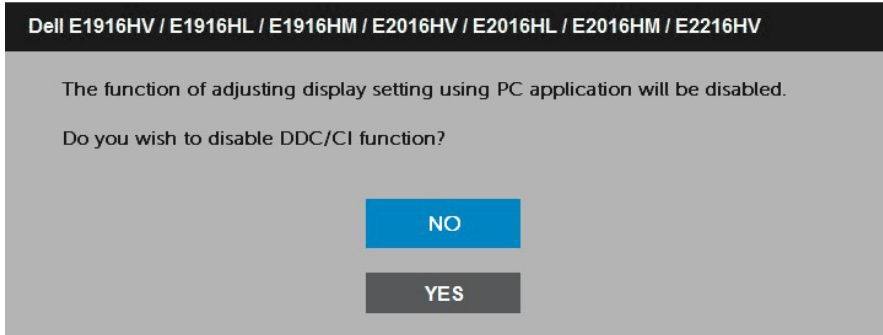 Dell E1916HV / E1916HL / E1916HM / E2016HV / E2016HL / E2016HM / E2216HV
The function of adjusting display setting using PC application will be disabled.
Do you wish to disable DDC/CI function?
NO
YES